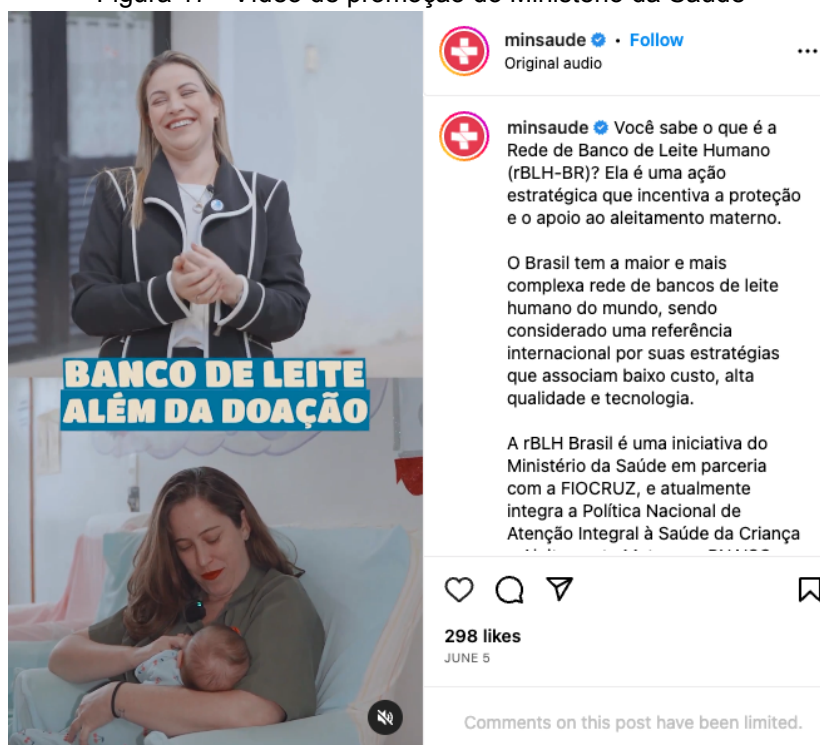 minsaude • Follow
Original audio
BANCO DE LEITE
ALÉM DA DOAÇÃO
minsaude Você sabe o que é a
Rede de Banco de Leite Humano
(rBLH-BR)? Ela é uma ação
estratégica que incentiva a proteção
e o apoio ao aleitamento materno.
O Brasil tem a maior e mais
complexa rede de bancos de leite
humano do mundo, sendo
considerado uma referência
internacional por suas estratégias
que associam baixo custo, alta
qualidade e tecnologia.
A rBLH Brasil é uma iniciativa do
Ministério da Saúde em parceria
com a FIOCRUZ, e atualmente
integra a Política Nacional de
Atenção Integral à Saúde da Criança
298 likes
JUNE 5
Comments on this post have been limited.